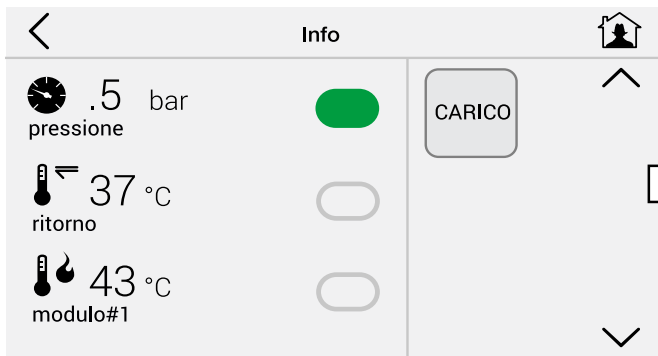 Info
.5 bar
pressione
CARICO
37 °C
ritorno
43 °C
modulo#1